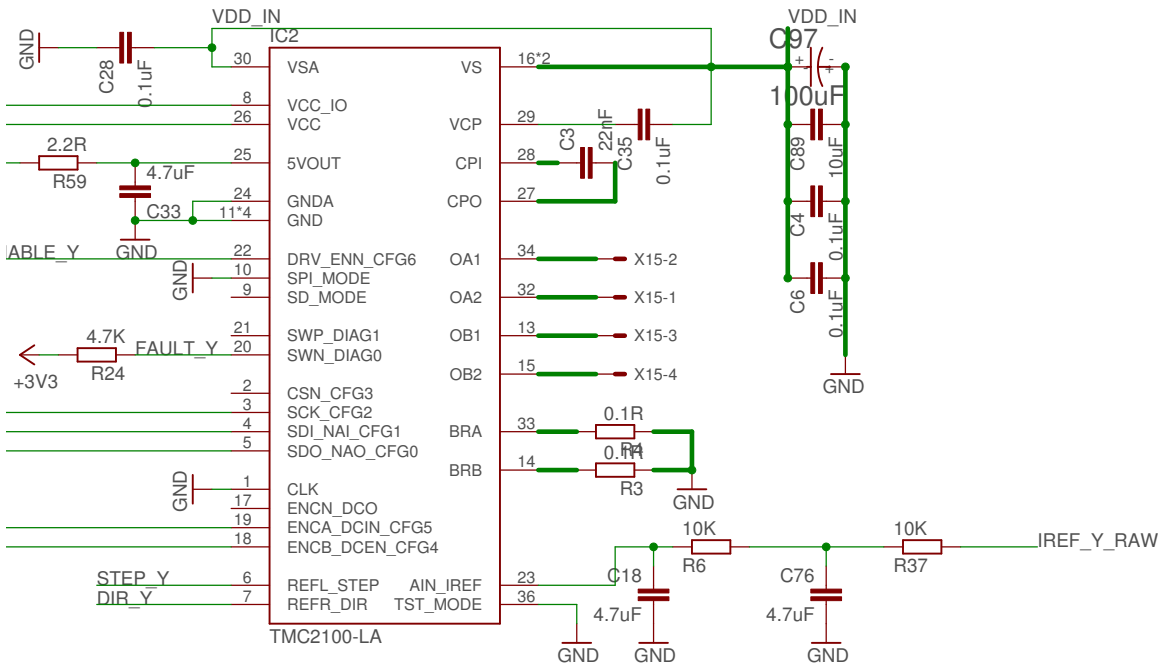 VDD_IN
VDD_IN
GND
C28
0.1uF
IC2
C97
100uF
+
-
-
+
30
VSA
VS
16*2
8
VCC_IO
26
VCC
VCP
29
C35
0.1uF
2.2R
R59
25
5VOUT
CPI
28
C3
22nF
4.7uF
C33
GND
24
GNDA
CPO
27
11*4
GND
C89
10uF
C4
0.1uF
C6
0.1uF
GND
IABLE_Y
22
DRV_ENN_CFG6
OA1
34
X15-2
GND
10
SPI_MODE
9
SD_MODE
OA2
32
X15-1
21
SWP_DIAG1
OB1
13
X15-3
+3V3
4.7K
R24
FAULT_Y
20
SWN_DIAG0
OB2
15
X15-4
2
CSN_CFG3
3
SCK_CFG2
4
SDI_NAI_CFG1
BRA
33
0.1R
R4
5
SDO_NAO_CFG0
BRB
14
0.1R
R3
GND
GND
1
CLK
17
ENCN_DCO
19
ENCA_DCIN_CFG5
18
ENCB_DCEN_CFG4
10K
R6
10K
R37
IREF_Y_RAW
STEP_Y
6
REFL_STEP
AIN_IREF
23
C18
4.7uF
GND
C76
4.7uF
GND
DIR_Y
7
REFR_DIR
TST_MODE
36
GND
TMC2100-LA